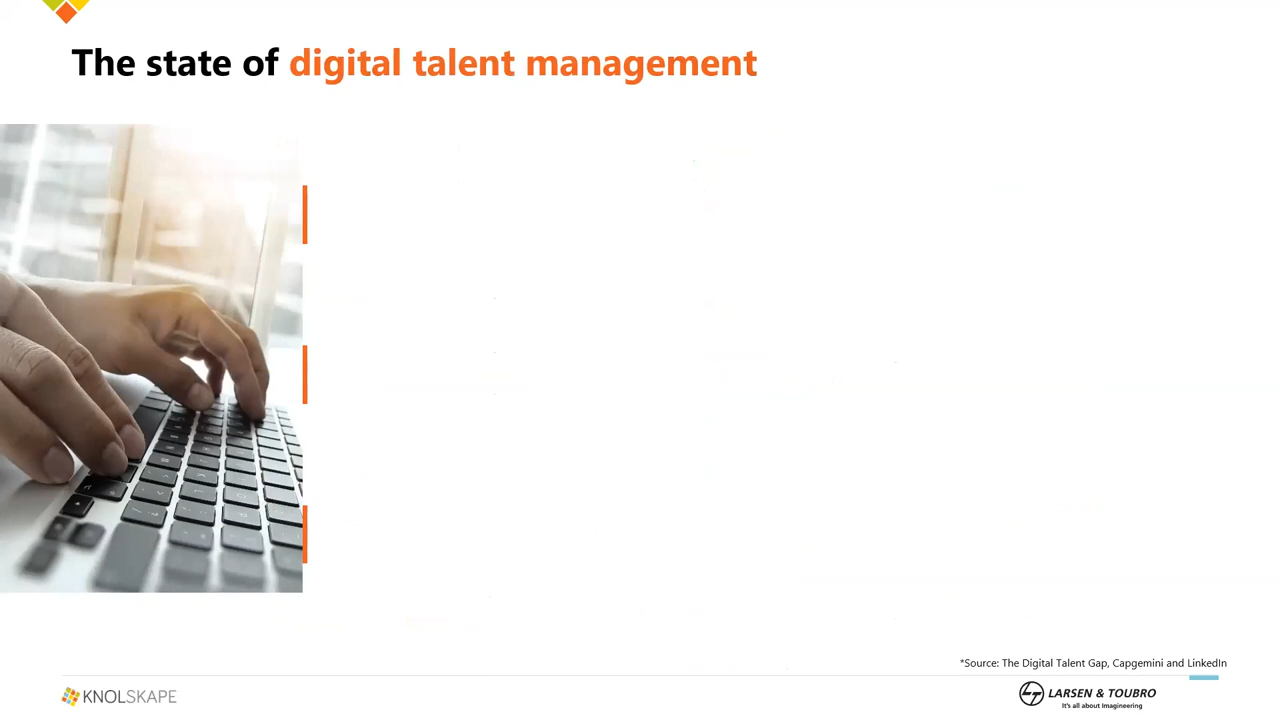 The state of digital talent management
*Source: The Digital Talent Gap, Capgemini and LinkedIn
KNOLSKAPE
LARSEN & TOUBRO
It's all about Imagineering